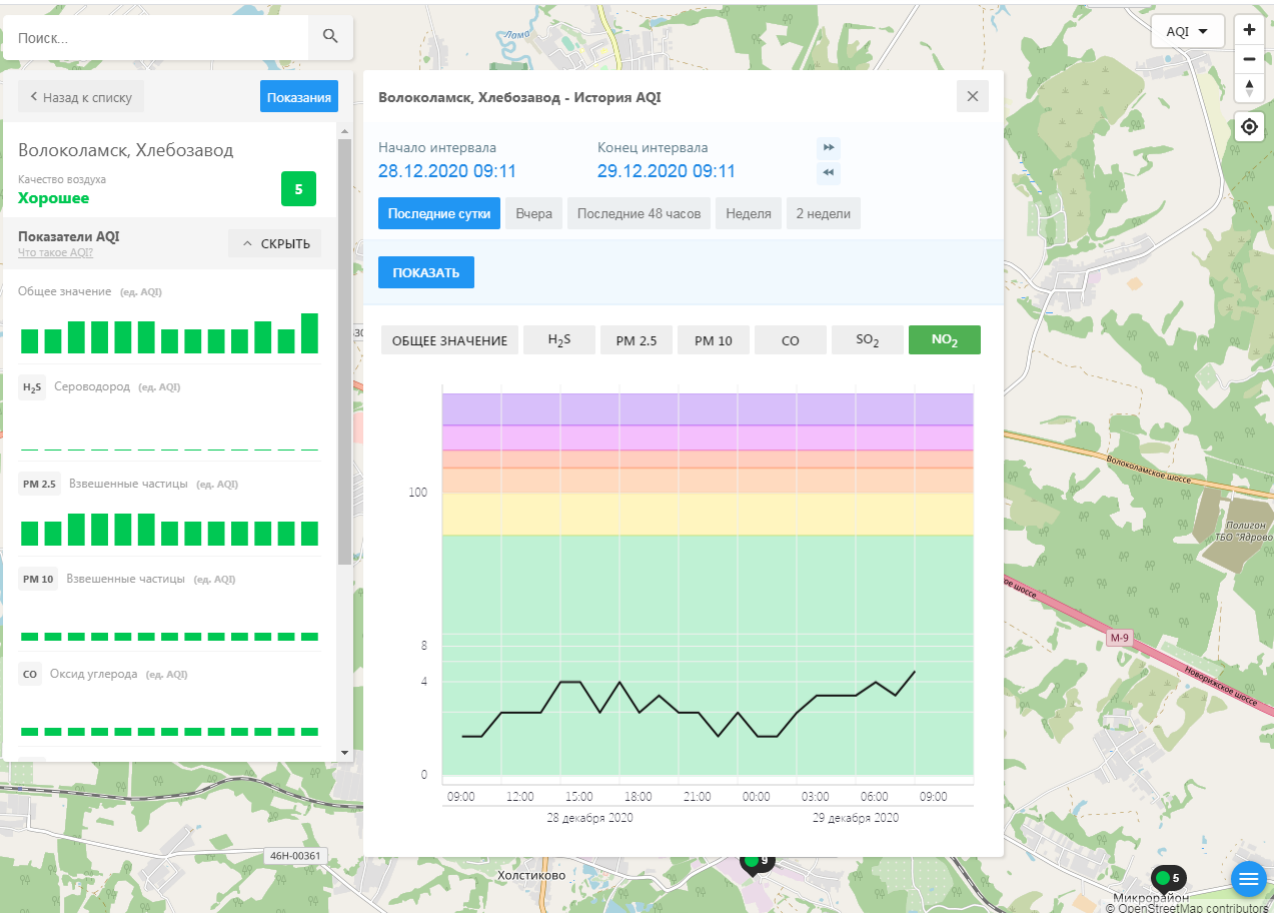 Лама
Поиск...
AQI
Назад к списку
Показания
Волоколамск, Хлебозавод
Качество воздуха
Хорошее
5
Показатели AQI
Что такое AQI?
СКРЫТЬ
Общее значение (ед. AQI)
H2S Сероводород (ед. AQI)
PM 2.5 Взвешенные частицы (ед. AQI)
PM 10 Взвешенные частицы (ед. AQI)
CO Оксид углерода (ед. AQI)
Волоколамск, Хлебозавод - История AQI
Начало интервала
Конец интервала
28.12.2020 09:11
29.12.2020 09:11
Последние сутки
Вчера
Последние 48 часов
Неделя
2 недели
ПОКАЗАТЬ
ОБЩЕЕ ЗНАЧЕНИЕ
H2S
PM 2.5
PM 10
CO
SO2
NO2
100
8
4
0
09:00 12:00 15:00 18:00 21:00 00:00 03:00 06:00 09:00
28 декабря 2020
29 декабря 2020
Волоколамское шоссе
Полигон
ТБО "Ядрово
ое шоссе
М-9
Новорижское шоссе
46Н-00361
Холстиково
9
5
Микрорайон
© OpenStreetMap contributors